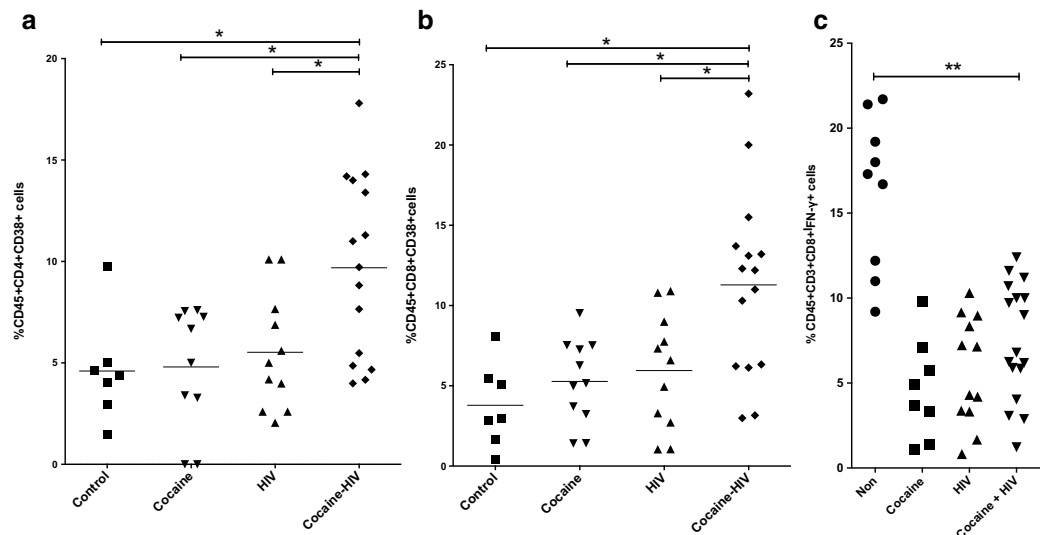 a
*
*
*
20
15
10
5
0
%CD45+CD4+CD38+ cells
Control
Cocaine
HIV
Cocaine-HIV
b
*
*
*
25
20
15
10
5
0
%CD45+CD8+CD38+cells
Control
Cocaine
HIV
Cocaine-HIV
c
**
25
20
15
10
5
0
% CD45+CD3+CD8+IFN-γ+ cells
Non
Cocaine
HIV
Cocaine + HIV